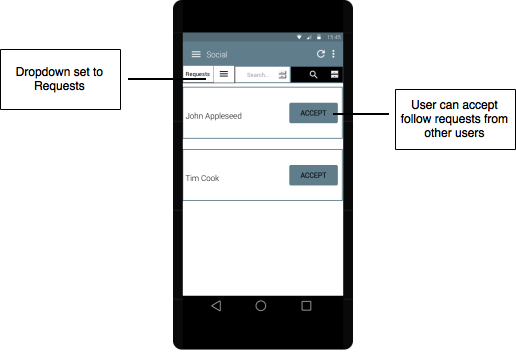 11:45
Social
Dropdown set to
Requests
Requests
Search...
User can accept
follow requests from
other users
John Appleseed
ACCEPT
Tim Cook
ACCEPT